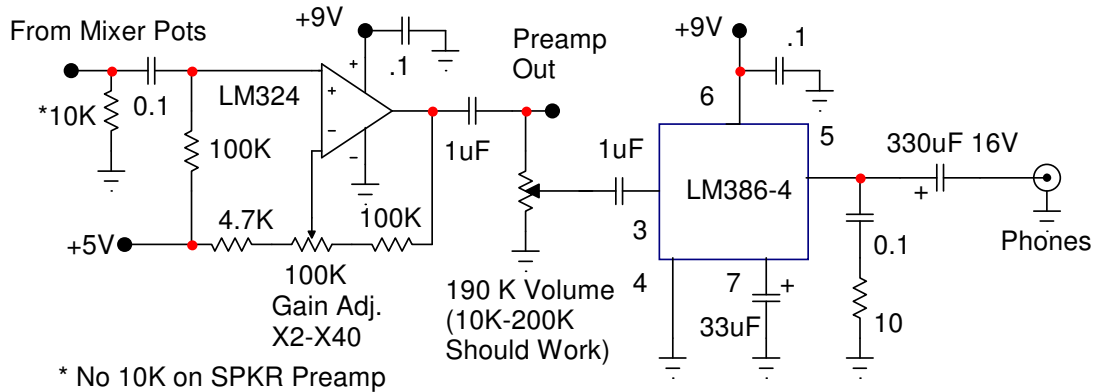 From Mixer Pots
+9V
.1
Preamp
Out
+9V
.1
*10K
0.1
LM324
+
+
−
−
100K
1uF
1uF
6
5
LM386-4
330uF 16V
+
3
+5V
4.7K
100K
100K
Gain Adj.
X2-X40
190 K Volume
(10K-200K
Should Work)
4
7
+
33uF
0.1
10
Phones
* No 10K on SPKR Preamp